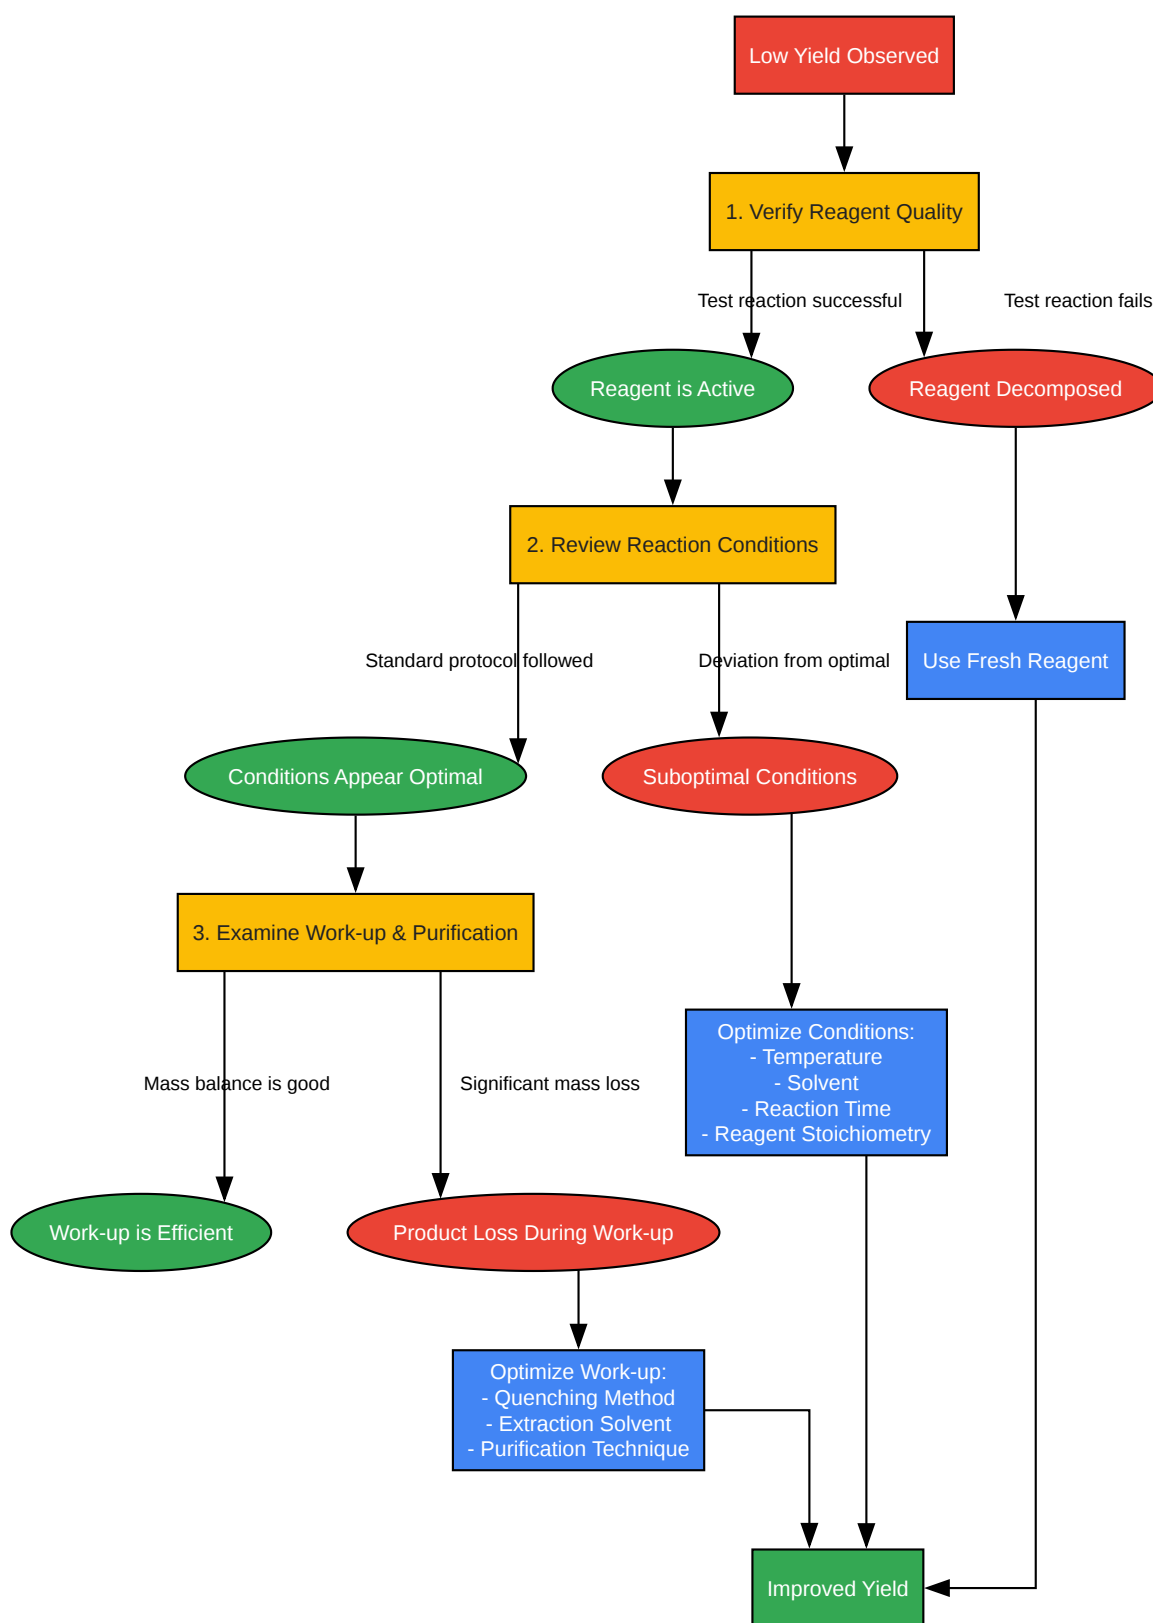 Low Yield Observed
1. Verify Reagent Quality
Test reaction successful
Test reaction fails
Reagent is Active
Reagent Decomposed
2. Review Reaction Conditions
Standard protocol followed
Deviation from optimal
Use Fresh Reagent
Conditions Appear Optimal
Suboptimal Conditions
3. Examine Work-up & Purification
Optimize Conditions:
- Temperature
- Solvent
- Reaction Time
- Reagent Stoichiometry
Mass balance is good
Significant mass loss
Work-up is Efficient
Product Loss During Work-up
Optimize Work-up:
- Quenching Method
- Extraction Solvent
- Purification Technique
Improved Yield